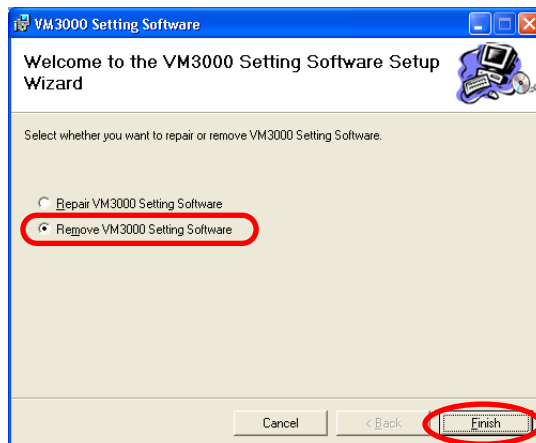 VM3000 Setting Software
Welcome to the VM3000 Setting Software Setup
Wizard
Select whether you want to repair or remove VM3000 Setting Software.
Repair VM3000 Setting Software
Remove VM3000 Setting Software
Cancel
< Back
Finish